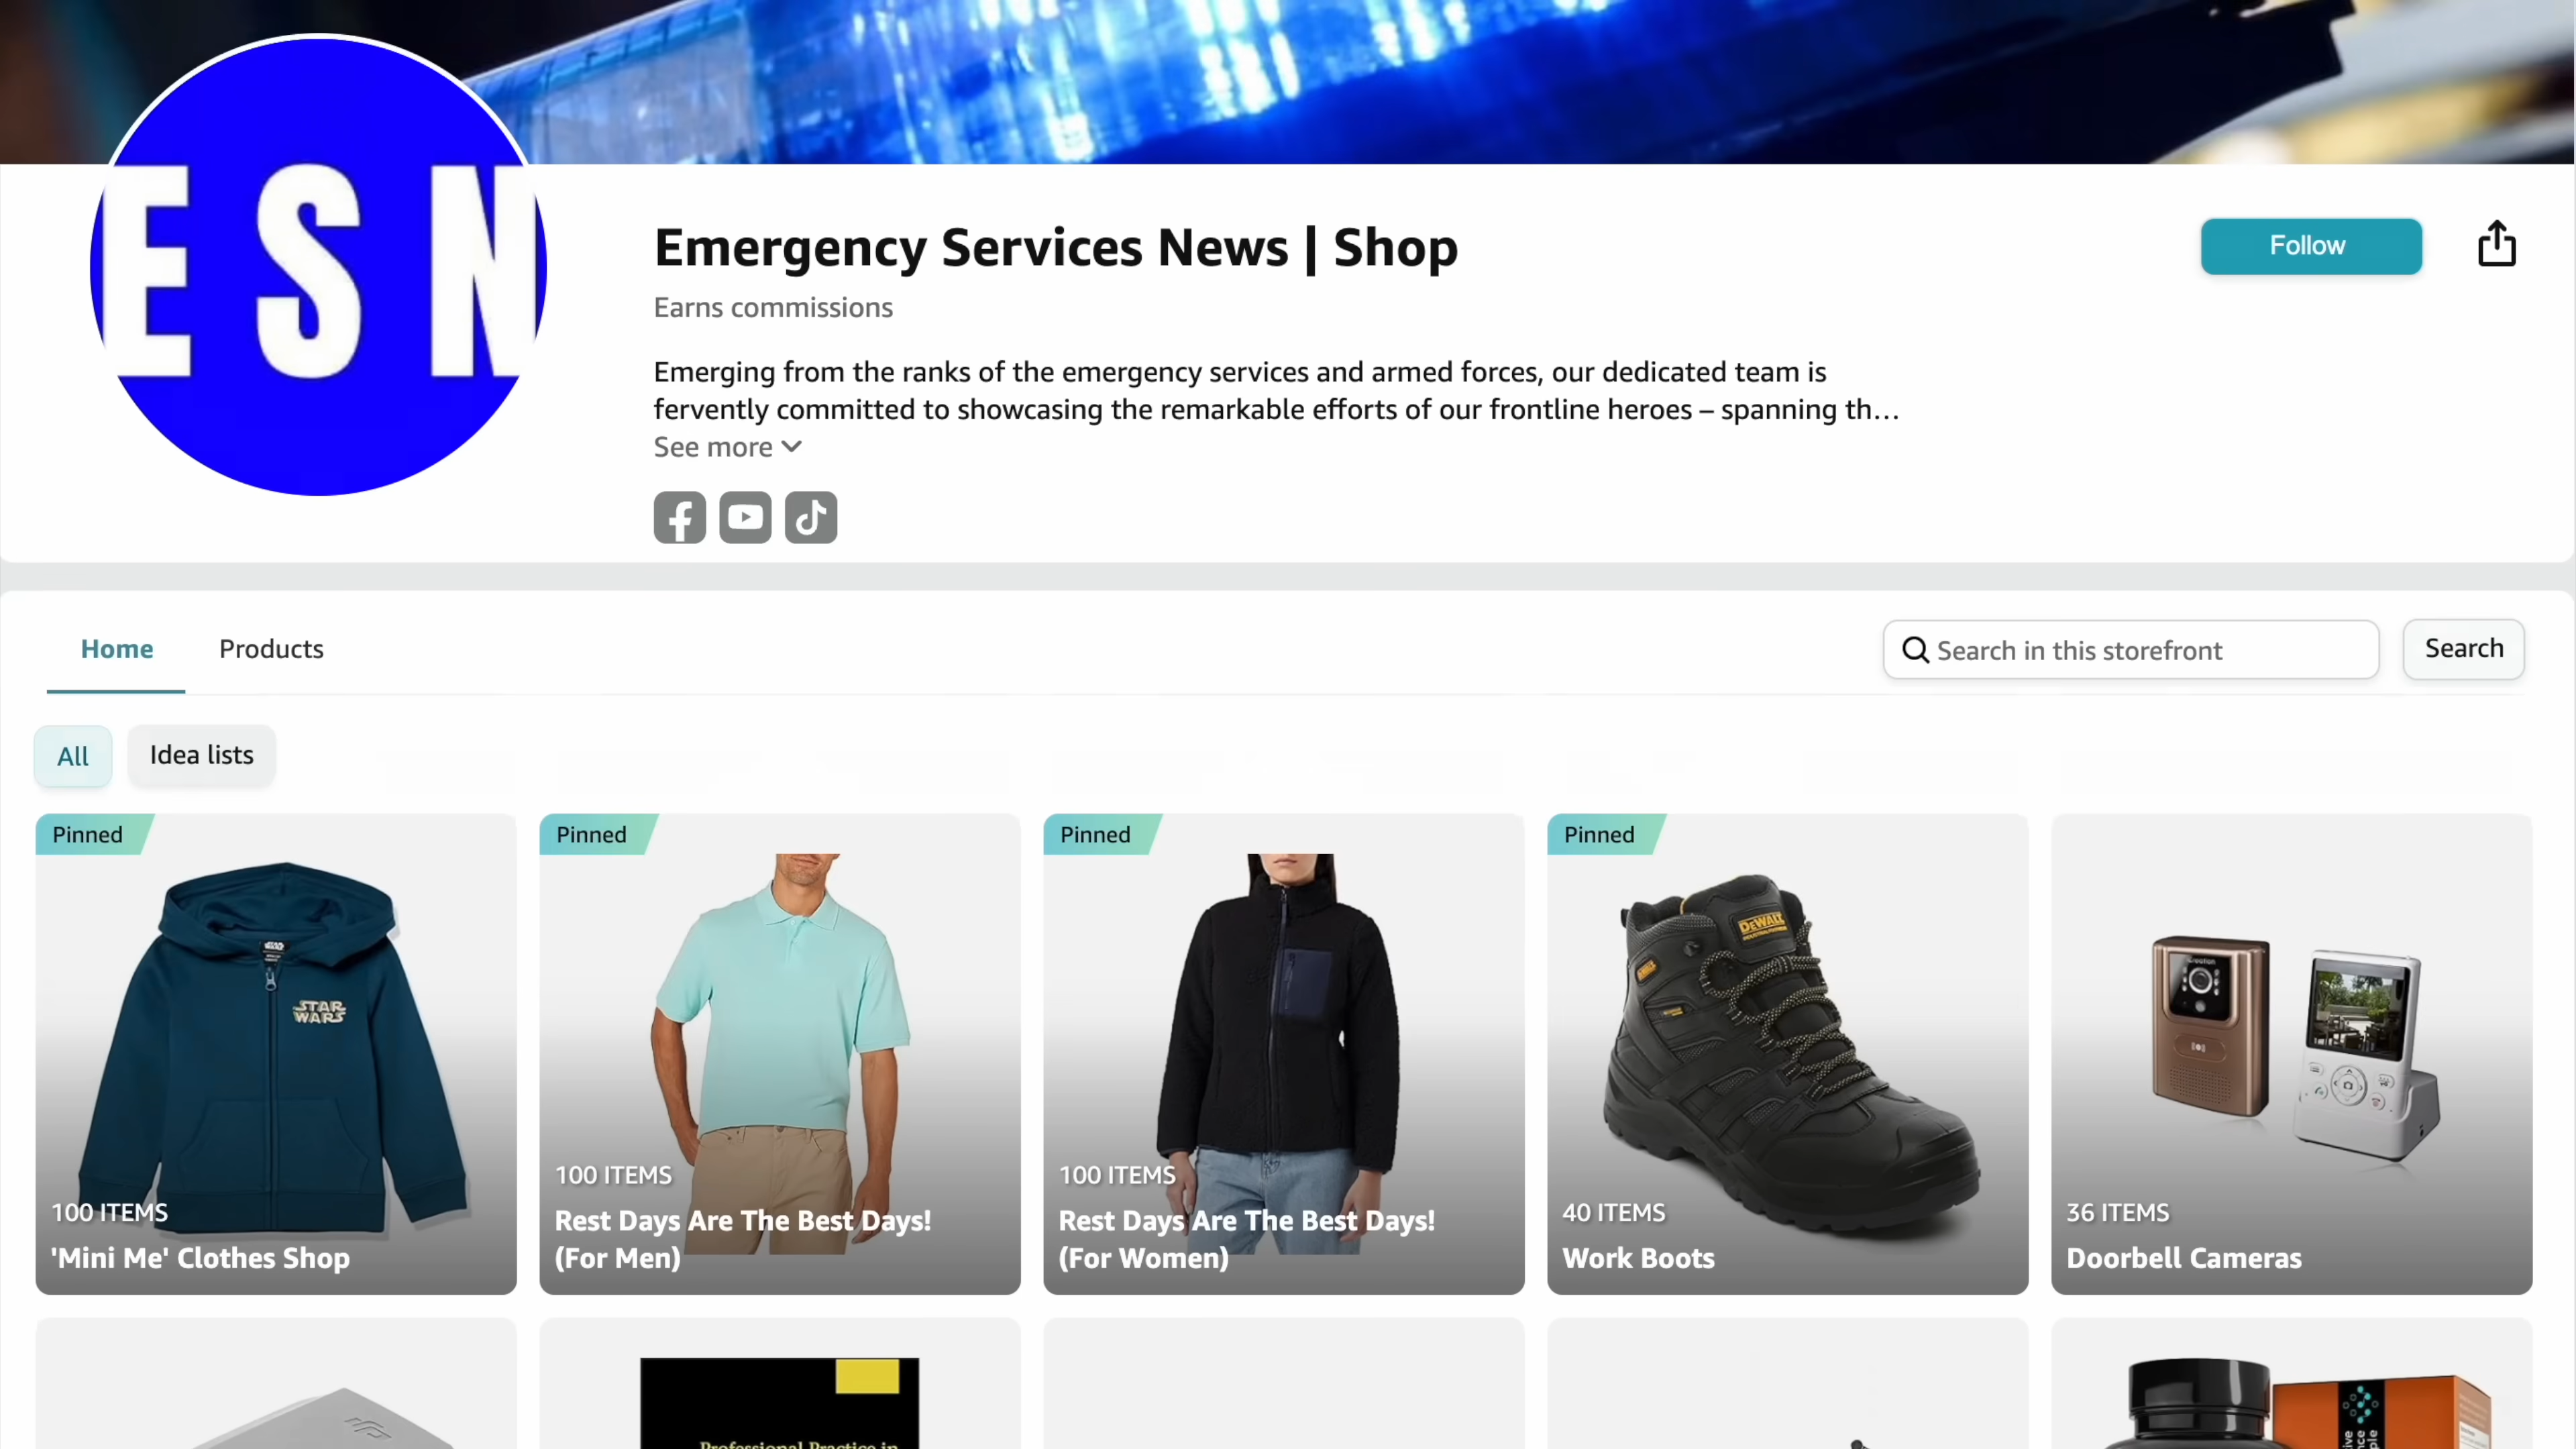 ESN
Emergency Services News | Shop
Follow
Earns commissions
Emerging from the ranks of the emergency services and armed forces, our dedicated team is
fervently committed to showcasing the remarkable efforts of our frontline heroes – spanning th…
See more
Home
Products
Search in this storefront
Search
All
Idea lists
Pinned
Pinned
Pinned
Pinned
STAR
WARS
DEWALT
100 ITEMS
'Mini Me' Clothes Shop
100 ITEMS
Rest Days Are The Best Days!
(For Men)
100 ITEMS
Rest Days Are The Best Days!
(For Women)
40 ITEMS
Work Boots
36 ITEMS
Doorbell Cameras
Professional Practice in